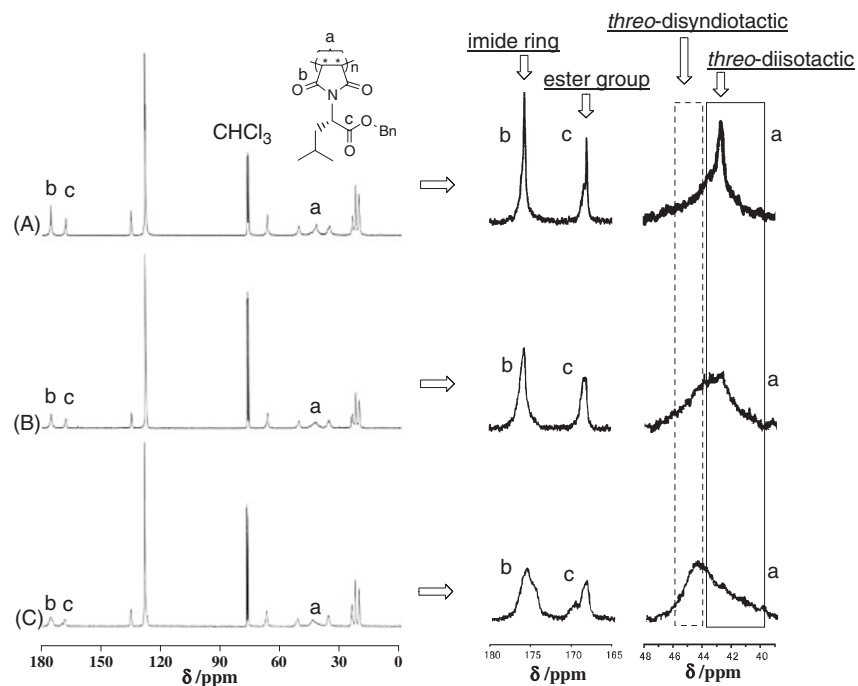 threo-disyndiotactic
threo-diisotactic
imide ring
ester group
a
b
* *
n
O
N
O
c
O
Bn
O
CHCl3
b
c
a
(A)
b
c
a
b
c
a
(B)
b
c
a
b
c
a
(C)
b
c
a
180 120 90 60 30 0
δ /ppm
180 175 170 165
δ /ppm
48 46 44 42 40
δ /ppm